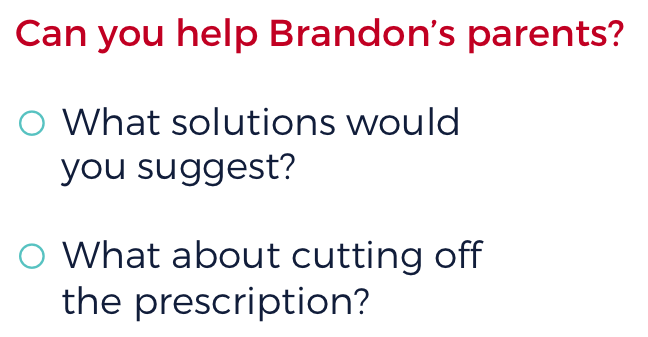 Can you help Brandon’s parents?
What solutions would
you suggest?
What about cutting off
the prescription?